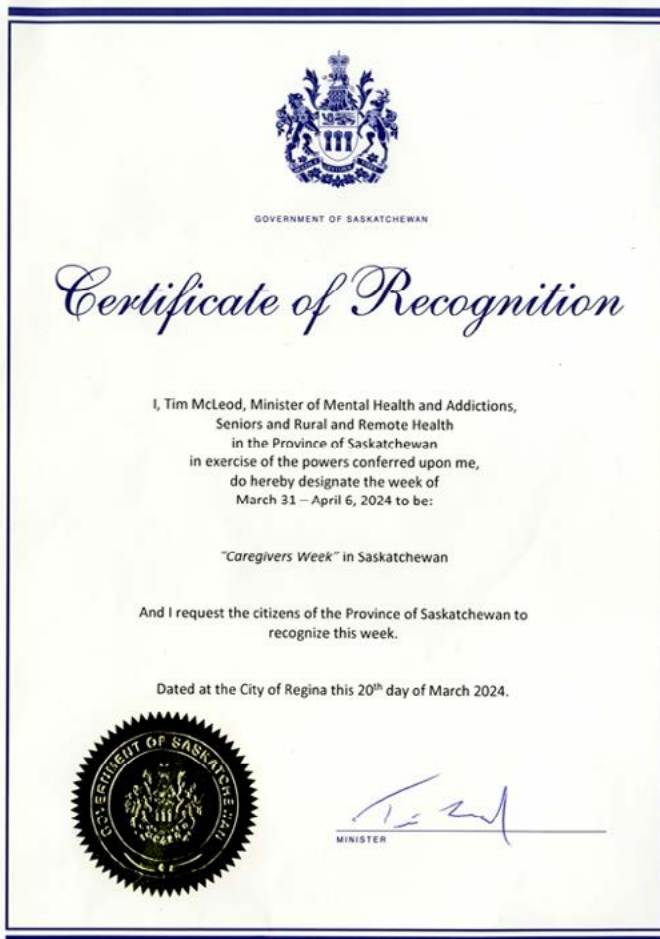 GOVERNMENT OF SASKATCHEWAN
Certificate of Recognition
I, Tim McLeod, Minister of Mental Health and Addictions,
Seniors and Rural and Remote Health
in the Province of Saskatchewan
in exercise of the powers conferred upon me,
do hereby designate the week of
March 31 – April 6, 2024 to be:
"Caregivers Week" in Saskatchewan
And I request the citizens of the Province of Saskatchewan to
recognize this week.
Dated at the City of Regina this 20th day of March 2024.
GOVERNMENT OF SASKATCHEWAN
MINISTER